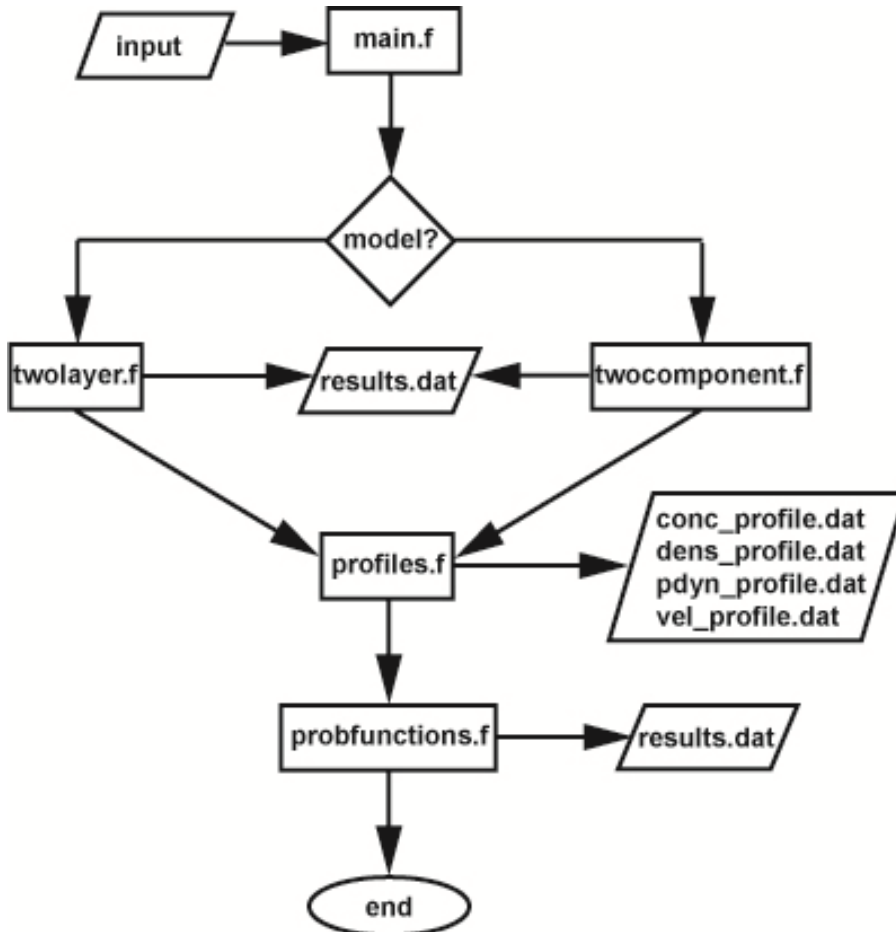 input
main.f
model?
twolayer.f
results.dat
twocomponent.f
profiles.f
conc_profile.dat
dens_profile.dat
pdyn_profile.dat
vel_profile.dat
probfunctions.f
results.dat
end